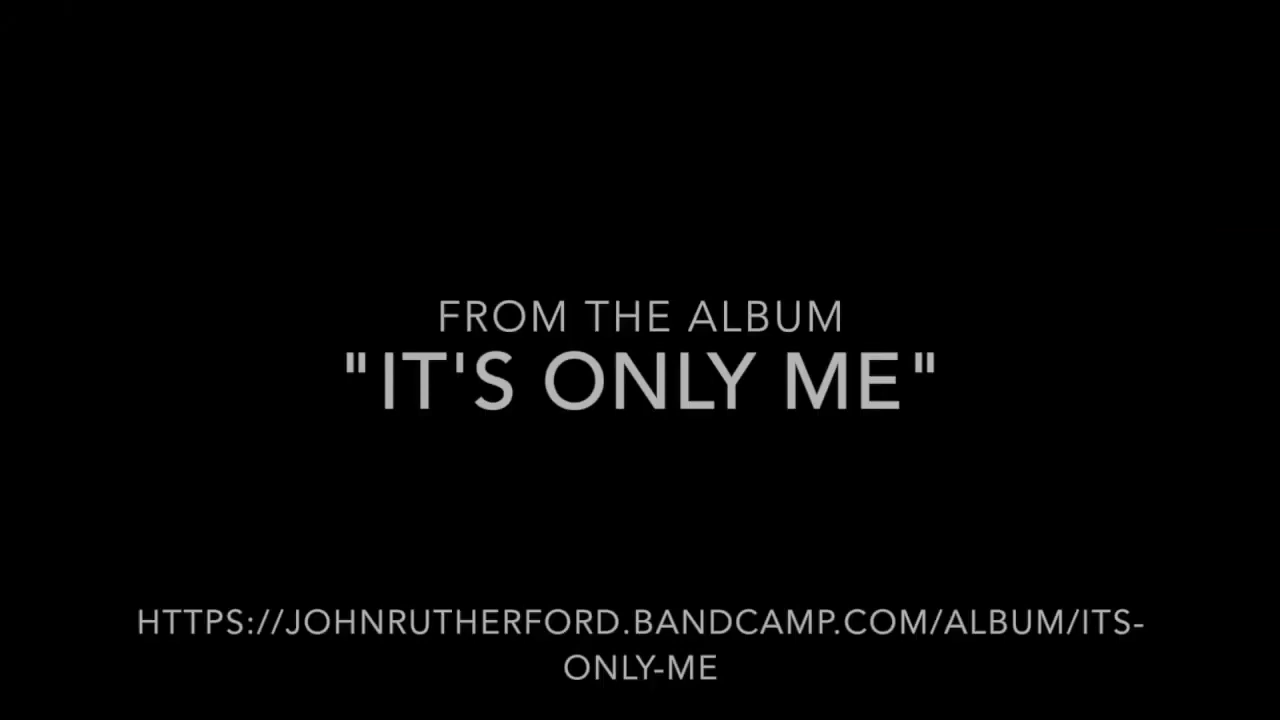 FROM THE ALBUM
"IT'S ONLY ME"
HTTPS://JOHNRUTHERFORD.BANDCAMP.COM/ALBUM/ITS-
ONLY-ME